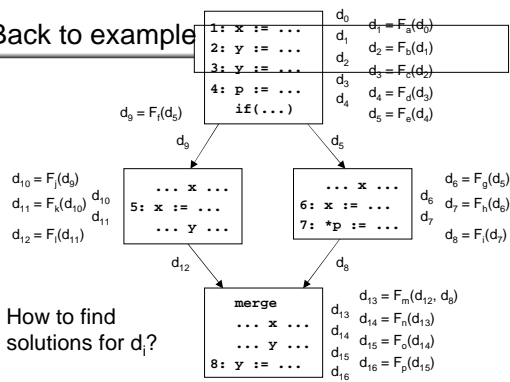 Back to example
d0
1: x := ... d1 d1 = Fa(d0)
2: y := ... d2 d2 = Fb(d1)
3: y := ... d3 d3 = Fc(d2)
4: p := ... d4 d4 = Fd(d3)
if(...) d5 = Fe(d4)
d9 = Ff(d5)
d9 d5
d10 = Fj(d9)
d11 = Fk(d10) d10
d11
d12 = Fl(d11)
... x ...
5: x := ...
... y ...
... x ...
6: x := ...
7: *p := ...
d6 d6 = Fg(d5)
d7 d7 = Fh(d6)
d8 = Fi(d7)
d12 d8
How to find
solutions for di?
merge
... x ...
... y ...
8: y := ...
d13 d13 = Fm(d12, d8)
d14 d14 = Fn(d13)
d15 d15 = Fo(d14)
d16 d16 = Fp(d15)